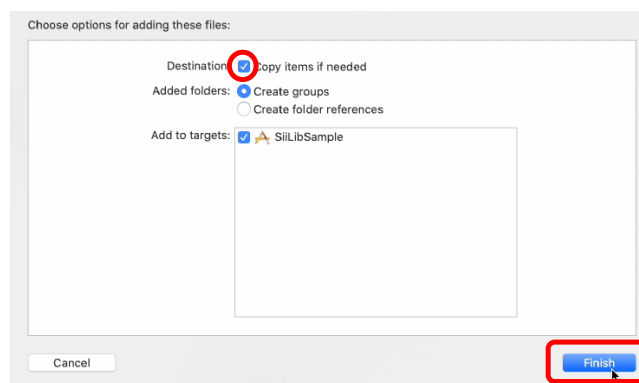 Choose options for adding these files:
Destination: Copy items if needed
Added folders: Create groups
Create folder references
Add to targets: SiiLibSample
Cancel
Finish